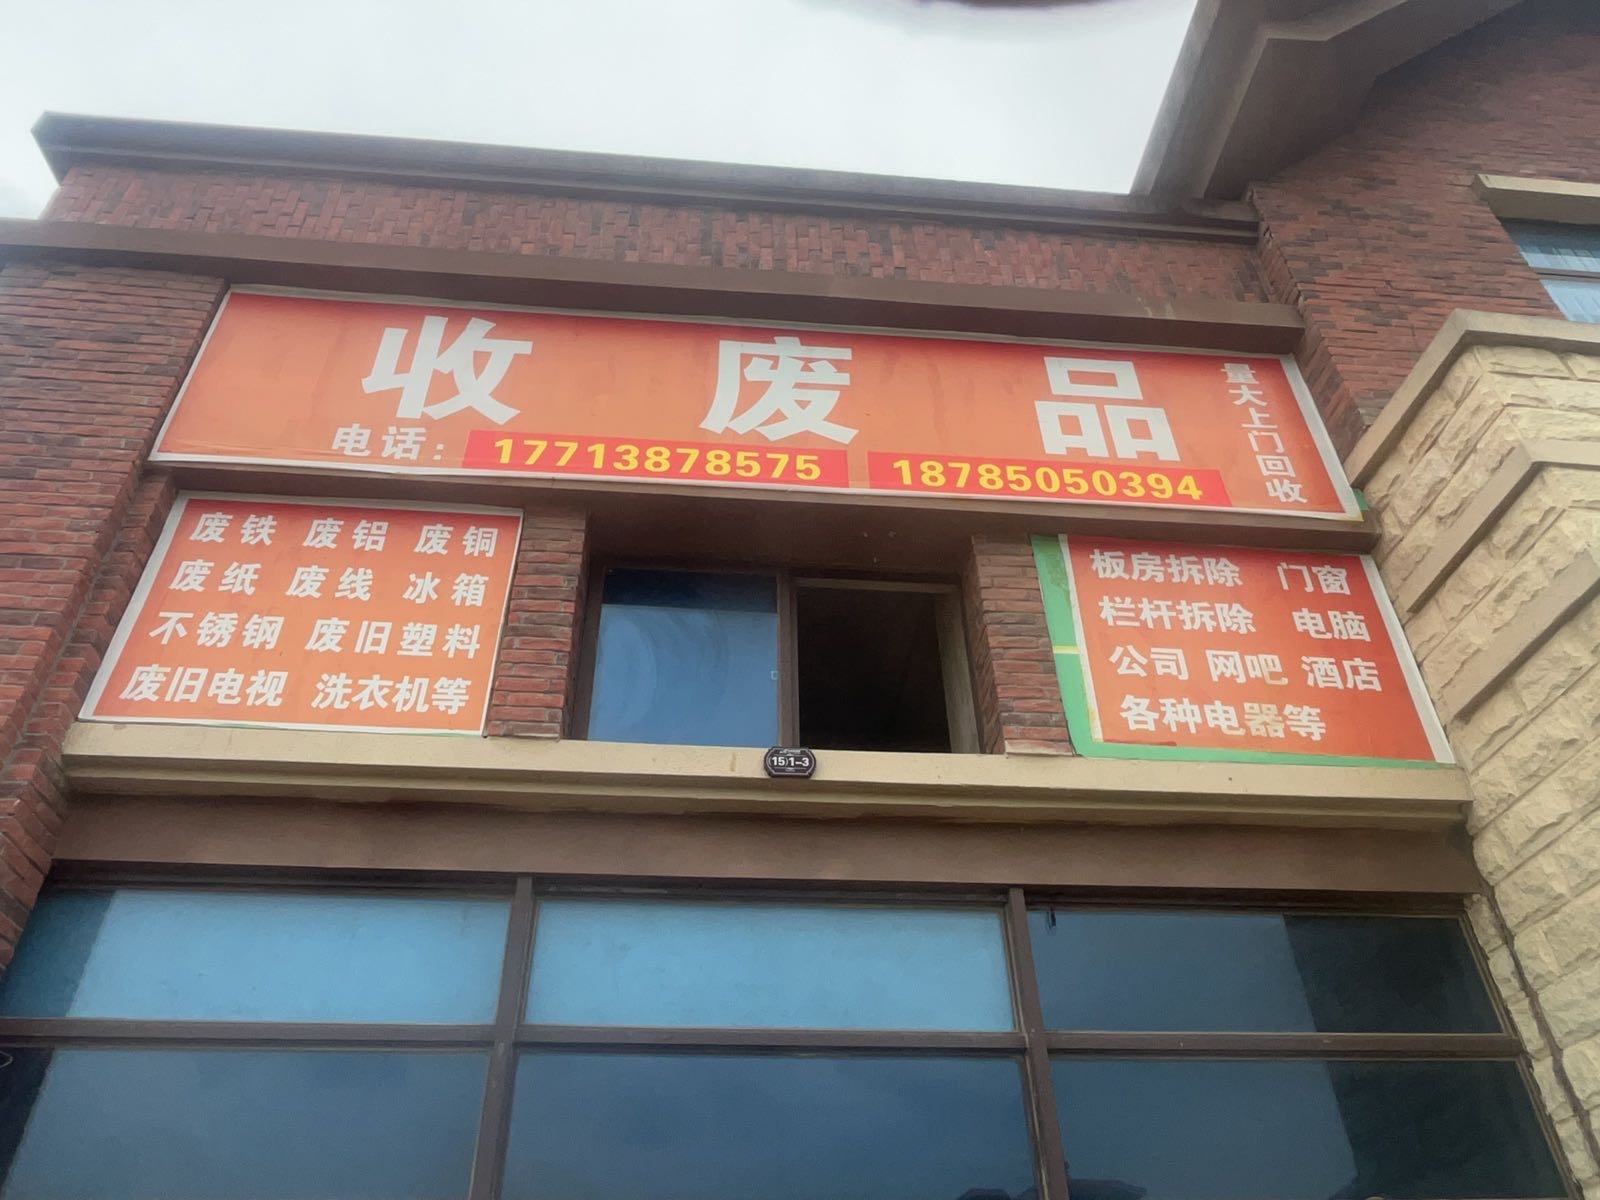 收废品
量大上门回收
电话：17713878575 18785050394
废铁 废铝 废铜
废纸 废线 冰箱
不锈钢 废旧塑料
废旧电视 洗衣机等
板房拆除 门窗
栏杆拆除 电脑
公司 网吧 酒店
各种电器等
15)1-3